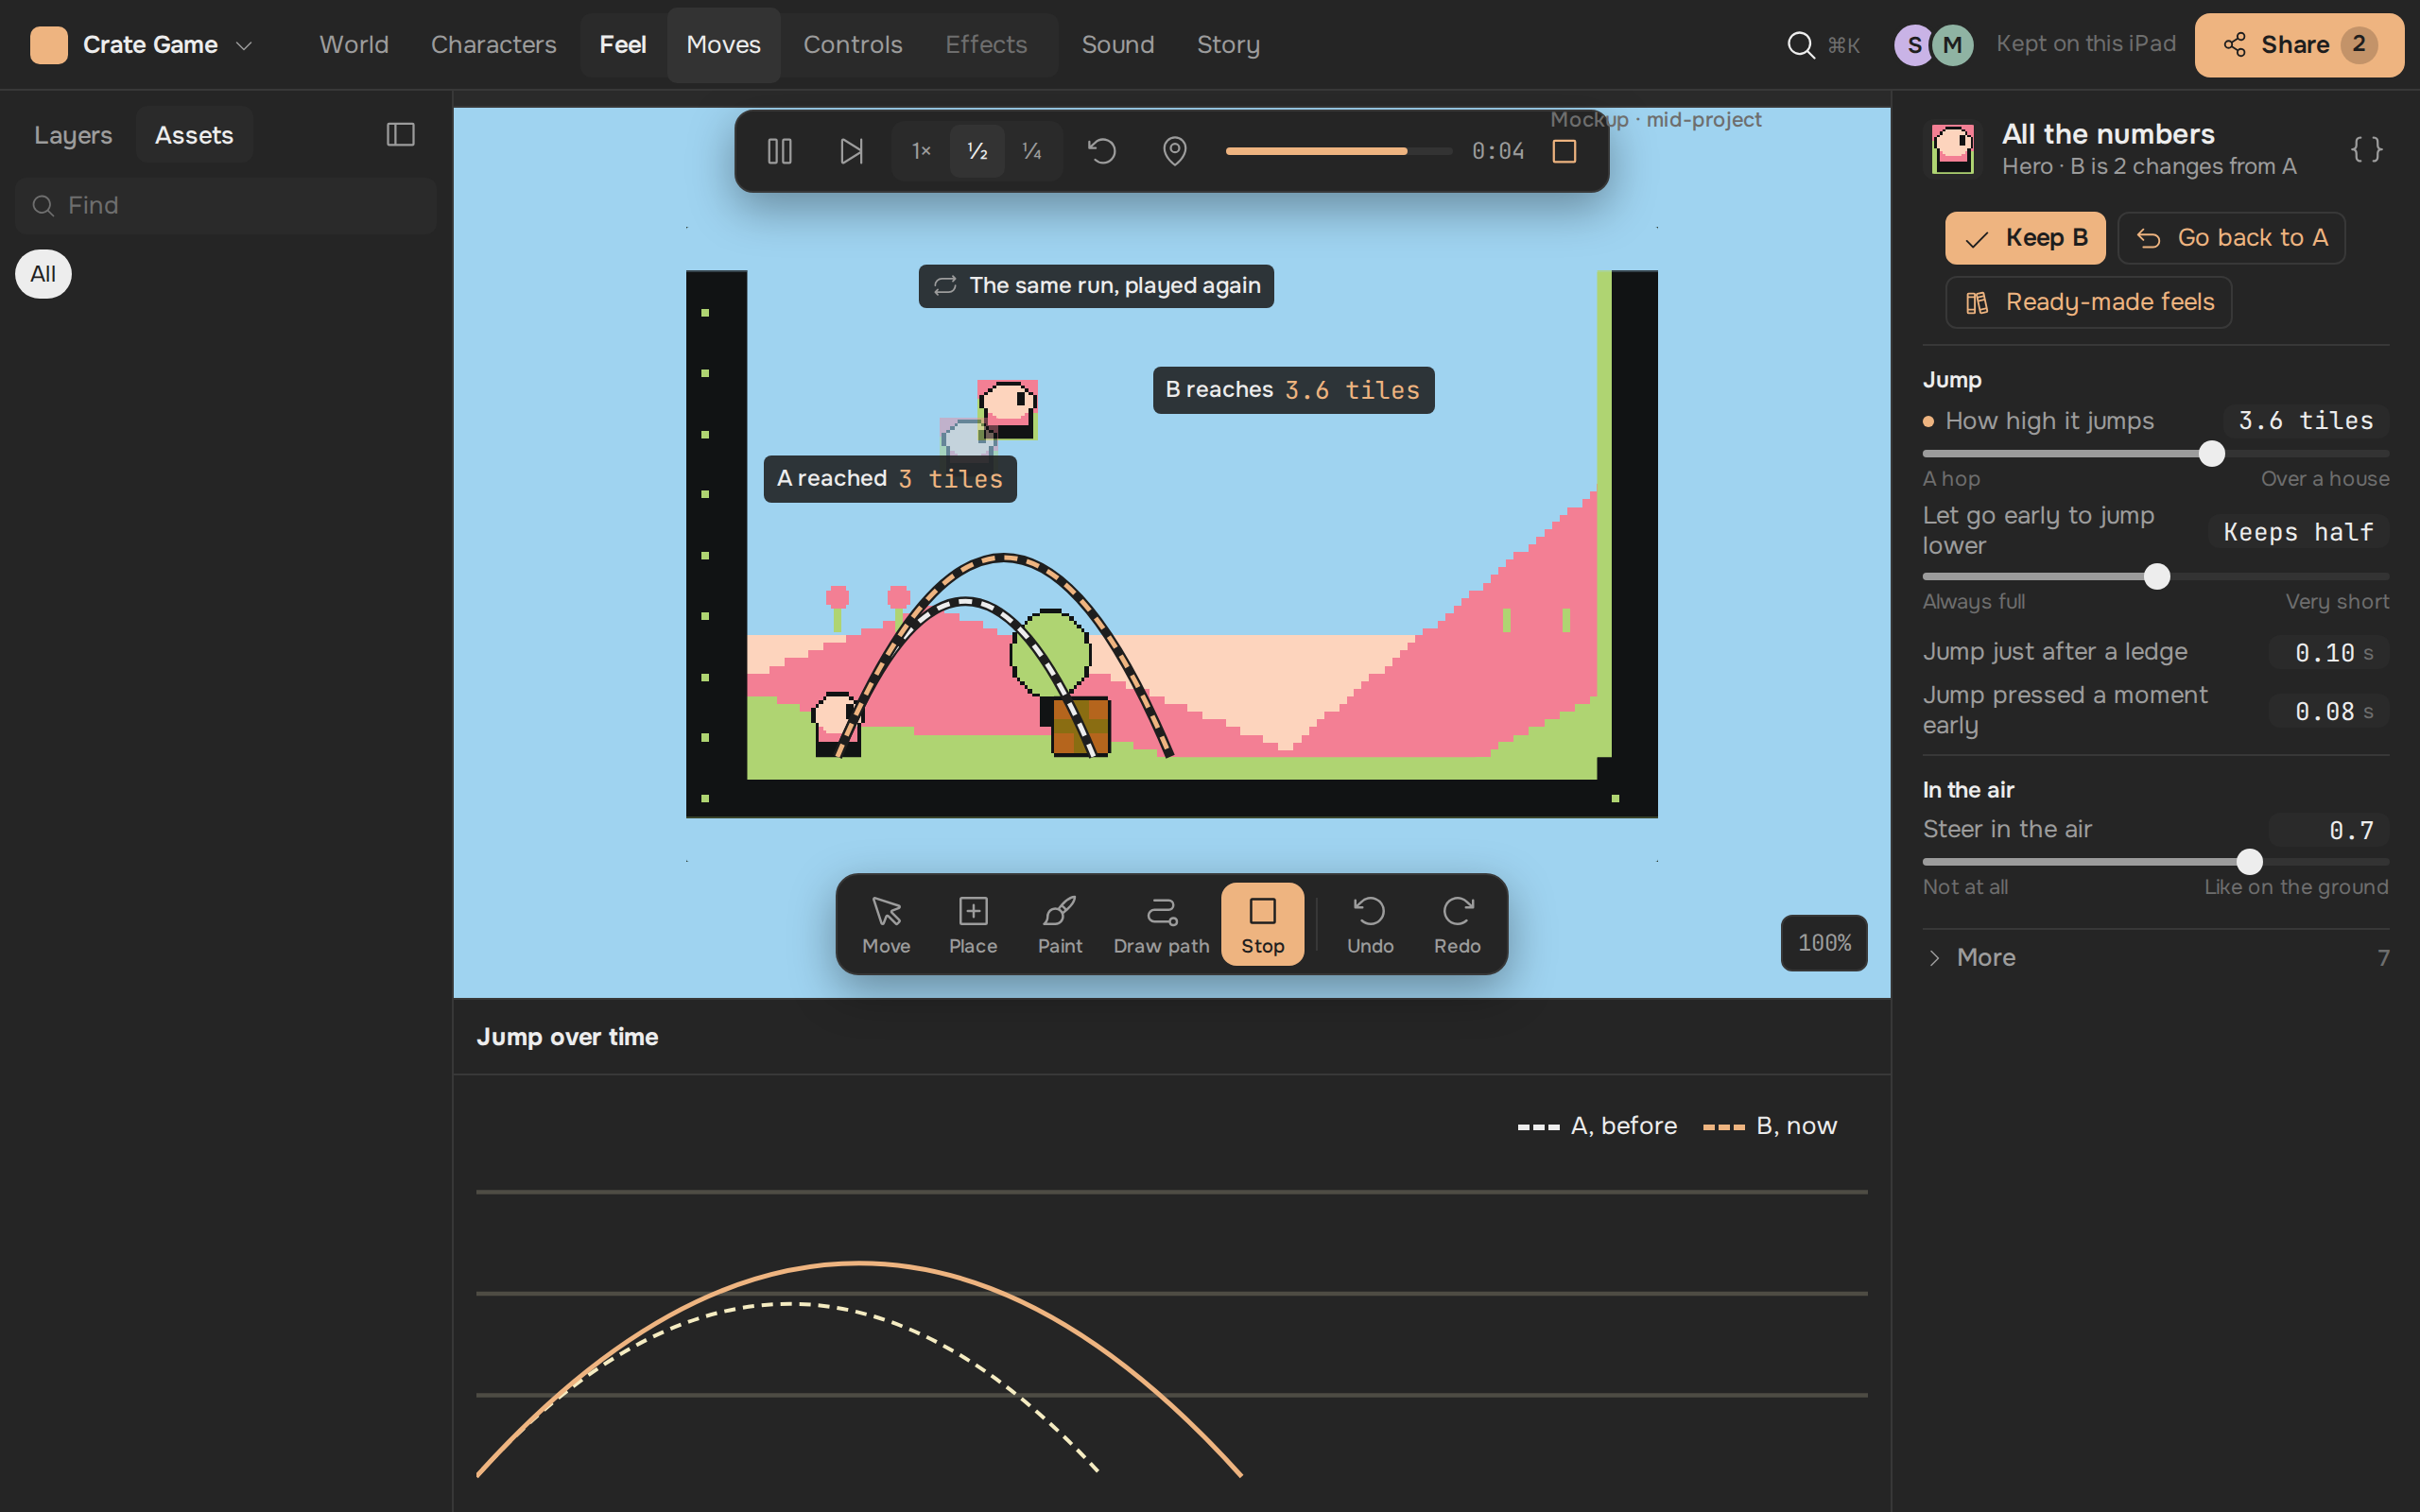 Crate Game
World
Characters
Feel
Moves
Controls
Effects
Sound
Story
⌘K
S
M
Kept on this iPad
Share 2
Layers
Assets
Find
All
Mockup · mid-project
1×
½
¼
0:04
The same run, played again
B reaches 3.6 tiles
A reached 3 tiles
Move
Place
Paint
Draw path
Stop
Undo
Redo
100%
Jump over time
A, before
B, now
All the numbers
Hero · B is 2 changes from A
{ }
Keep B
Go back to A
Ready-made feels
Jump
How high it jumps 3.6 tiles
A hop Over a house
Let go early to jump
lower
Keeps half
Always full Very short
Jump just after a ledge 0.10 s
Jump pressed a moment
early
0.08 s
In the air
Steer in the air 0.7
Not at all Like on the ground
More 7